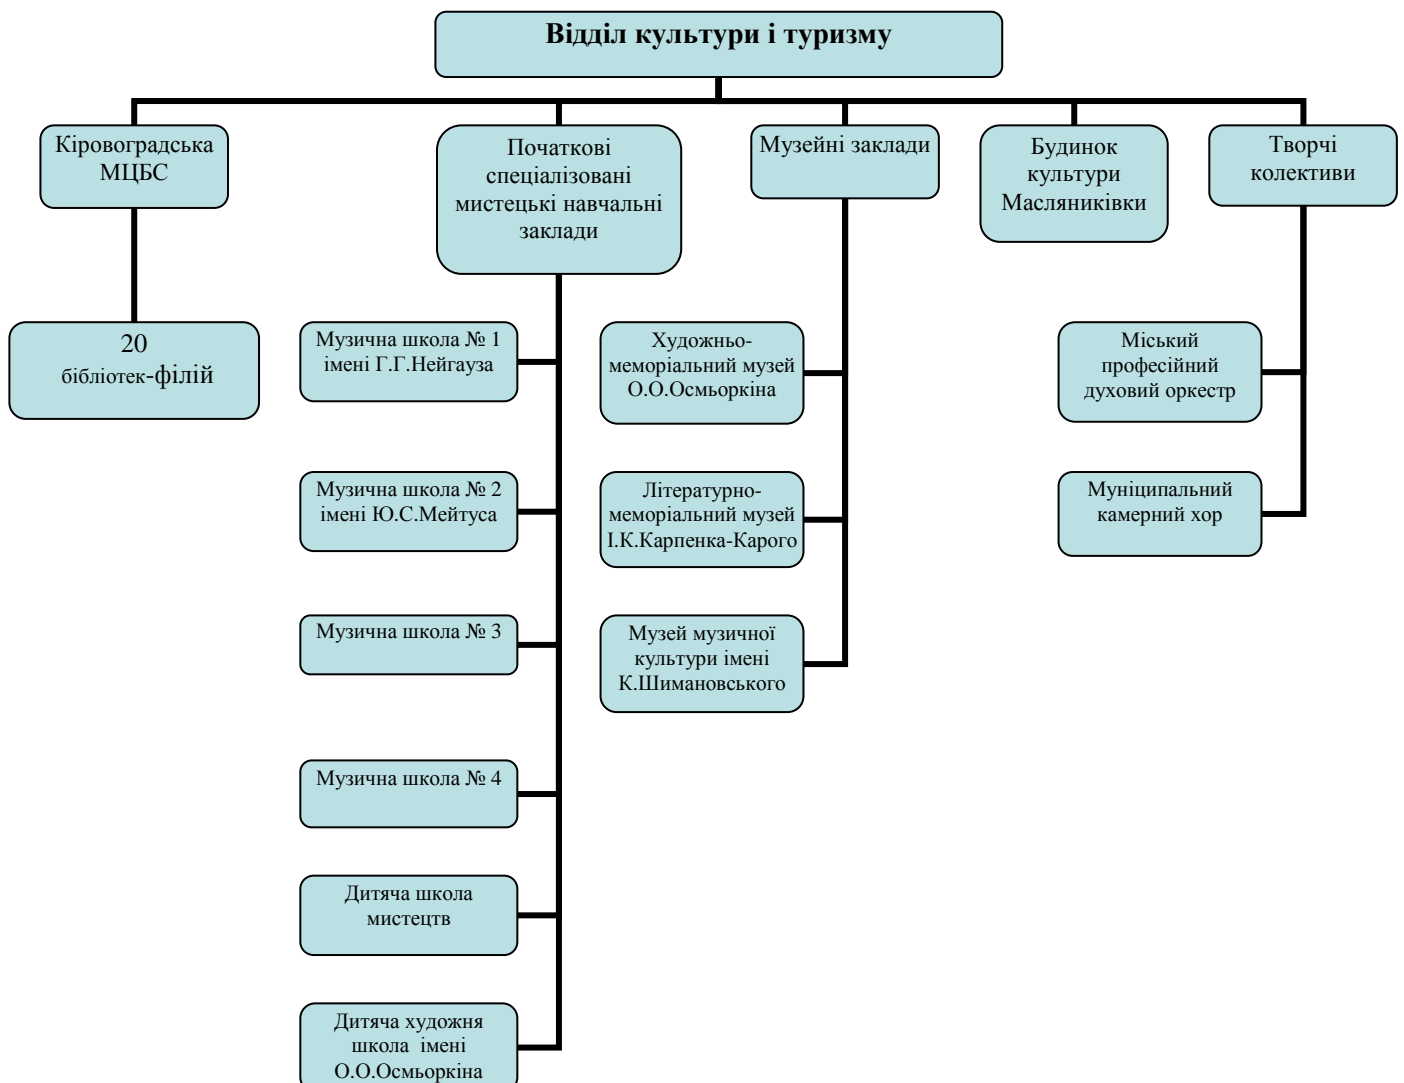 Відділ культури і туризму
Кіровоградська
МЦБС
Початкові
спеціалізовані
мистецькі навчальні
заклади
Музейні заклади
Будинок
культури
Масляниківки
Творчі
колективи
20
бібліотек-філій
Музична школа № 1
імені Г.Г.Нейгауза
Музична школа № 2
імені Ю.С.Мейтуса
Музична школа № 3
Музична школа № 4
Дитяча школа
мистецтв
Дитяча художня
школа імені
О.О.Осмьоркіна
Художньо-
меморіальний музей
О.О.Осмьоркіна
Літературно-
меморіальний музей
І.К.Карпенка-Карого
Музей музичної
культури імені
К.Шимановського
Міський
професійний
духовий оркестр
Муніципальний
камерний хор